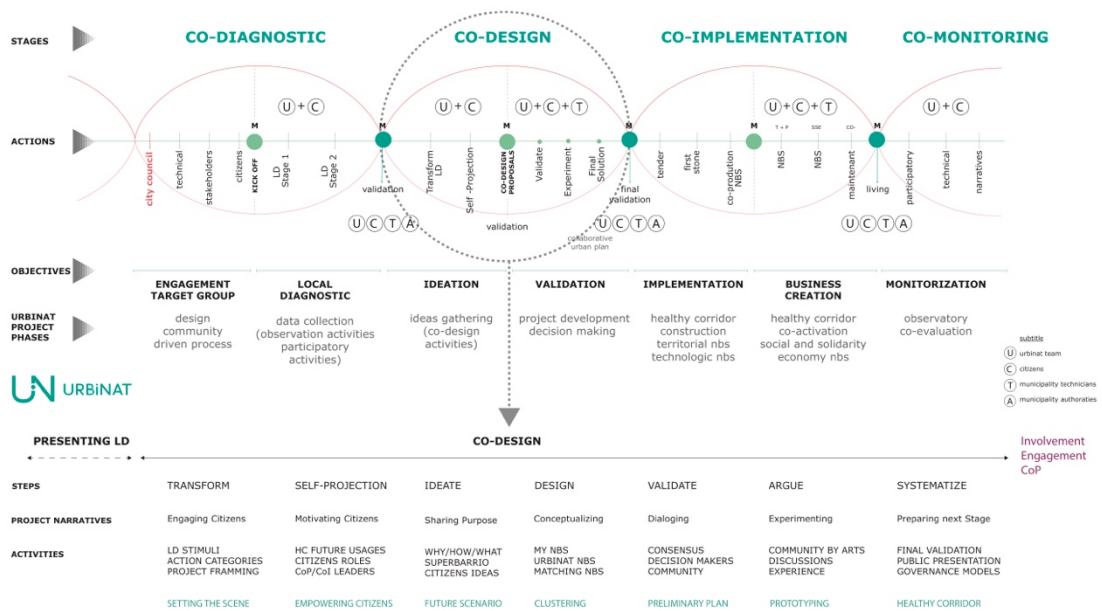 STAGES
CO-DIAGNOSTIC
CO-DESIGN
CO-IMPLEMENTATION
CO-MONITORING
U + C
U + C
U + C + T
U + C + T
U + C
ACTIONS
M
M
M
M
M
M
T + P
SSE
CO-
city council
technical
stakeholders
citizens
KICK OFF
LD
Stage 1
LD
Stage 2
validation
Transform
LD
Self -Projection
CO-DESIGN
PROPOSALS
Validate
Experiment
Final
Solution
final
validation
tender
first
stone
co-prodution
NBS
NBS
NBS
maintenant
living
participatory
technical
narratives
validation
U C T A
U C T A
U C T A
collaborative
urban plan
OBJECTIVES
ENGAGEMENT
TARGET GROUP
LOCAL
DIAGNOSTIC
IDEATION
VALIDATION
IMPLEMENTATION
BUSINESS
CREATION
MONITORIZATION
URBINAT
PROJECT
PHASES
design
community
driven process
data collection
(observation activities
participatory
activities)
ideas gathering
(co-design
activities)
project development
decision making
healthy corridor
construction
territorial nbs
technologic nbs
healthy corridor
co-activation
social and solidarity
economy nbs
observatory
co-evaluation
subtitle
U urbinat team
C citizens
T municipality technicians
A municipality authoraties
UN URBiNAT
PRESENTING LD
CO-DESIGN
Involvement
Engagement
CoP
STEPS
TRANSFORM
SELF-PROJECTION
IDEATE
DESIGN
VALIDATE
ARGUE
SYSTEMATIZE
PROJECT NARRATIVES
Engaging Citizens
Motivating Citizens
Sharing Purpose
Conceptualizing
Dialoging
Experimenting
Preparing next Stage
ACTIVITIES
LD STIMULI
ACTION CATEGORIES
PROJECT FRAMMING
HC FUTURE USAGES
CITIZENS ROLES
CoP/CoI LEADERS
WHY/HOW/WHAT
SUPERBARRIO
CITIZENS IDEAS
MY NBS
URBINAT NBS
MATCHING NBS
CONSENSUS
DECISION MAKERS
COMMUNITY
COMMUNITY BY ARTS
DISCUSSIONS
EXPERIENCE
FINAL VALIDATION
PUBLIC PRESENTATION
GOVERNANCE MODELS
SETTING THE SCENE
EMPOWERING CITIZENS
FUTURE SCENARIO
CLUSTERING
PRELIMINARY PLAN
PROTOTYPING
HEALTHY CORRIDOR